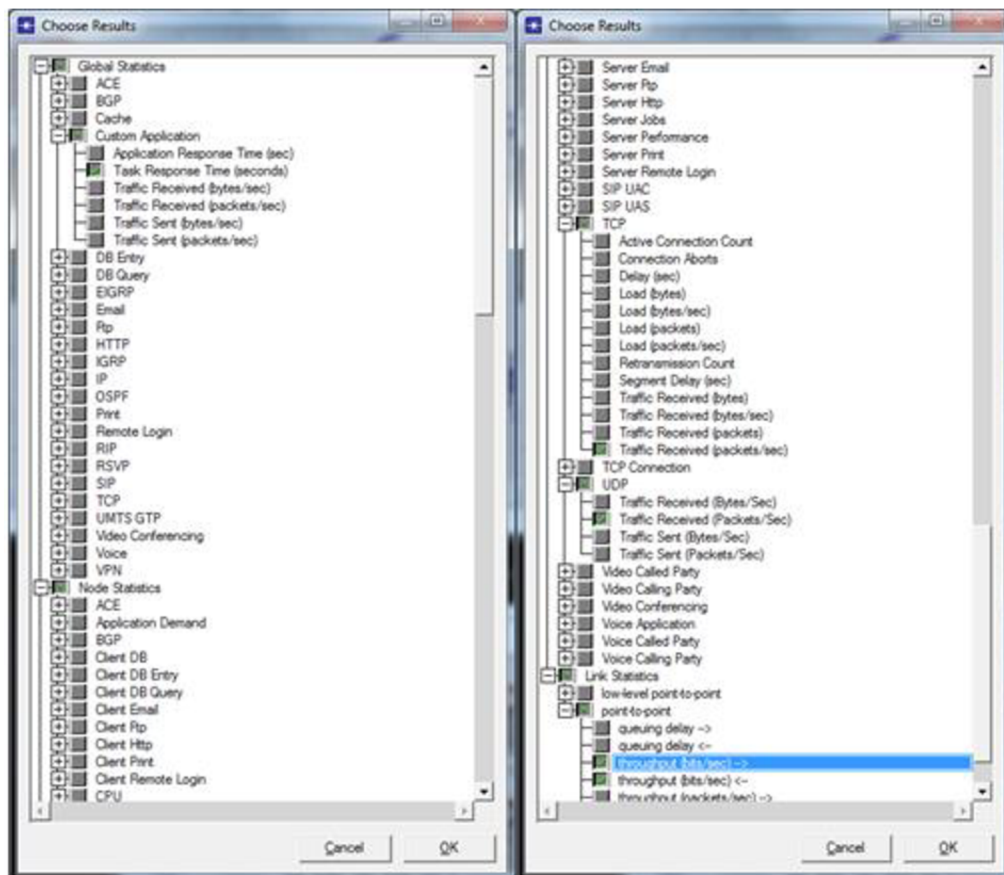 Choose Results
Global Statistics
ACE
BGP
Cache
Custom Application
Application Response Time (sec)
Task Response Time (seconds)
Traffic Received (bytes/sec)
Traffic Received (packets/sec)
Traffic Sent (bytes/sec)
Traffic Sent (packets/sec)
DB Entry
DB Query
EIGRP
Email
Ftp
HTTP
IGRP
IP
OSPF
Print
Remote Login
RIP
RSVP
SIP
TCP
UMTS GTP
Video Conferencing
Voice
VPN
Node Statistics
ACE
Application Demand
BGP
Client DB
Client DB Entry
Client DB Query
Client Email
Client Ftp
Client Http
Client Print
Client Remote Login
CPU
Cancel
OK
Choose Results
Server Email
Server Ftp
Server Http
Server Jobs
Server Performance
Server Print
Server Remote Login
SIP UAC
SIP UAS
TCP
Active Connection Count
Connection Aborts
Delay (sec)
Load (bytes)
Load (bytes/sec)
Load (packets)
Load (packets/sec)
Retransmission Count
Segment Delay (sec)
Traffic Received (bytes)
Traffic Received (bytes/sec)
Traffic Received (packets)
Traffic Received (packets/sec)
TCP Connection
UDP
Traffic Received (Bytes/Sec)
Traffic Received (Packets/Sec)
Traffic Sent (Bytes/Sec)
Traffic Sent (Packets/Sec)
Video Called Party
Video Calling Party
Video Conferencing
Voice Application
Voice Called Party
Voice Calling Party
Link Statistics
low-level point-to-point
point-to-point
queuing delay -->
queuing delay <--
throughput (bits/sec) -->
throughput (bits/sec) <--
throughput (packets/sec) -->
Cancel
OK